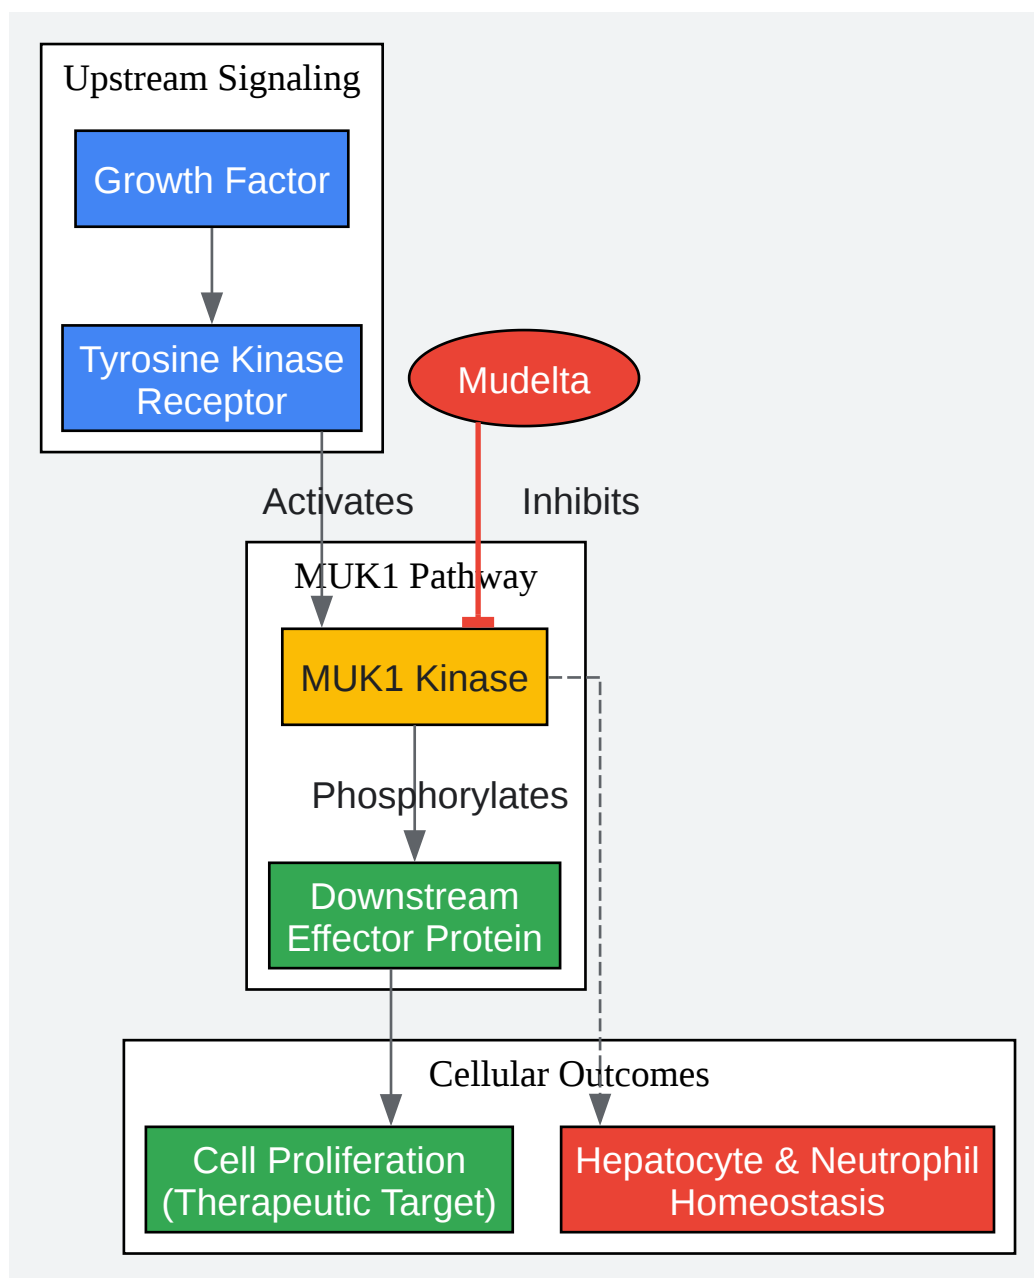 Upstream Signaling
Growth Factor
Tyrosine Kinase
Receptor
Mudelta
Activates
Inhibits
MUK1 Pathway
MUK1 Kinase
Phosphorylates
Downstream
Effector Protein
Cellular Outcomes
Cell Proliferation
(Therapeutic Target)
Hepatocyte & Neutrophil
Homeostasis